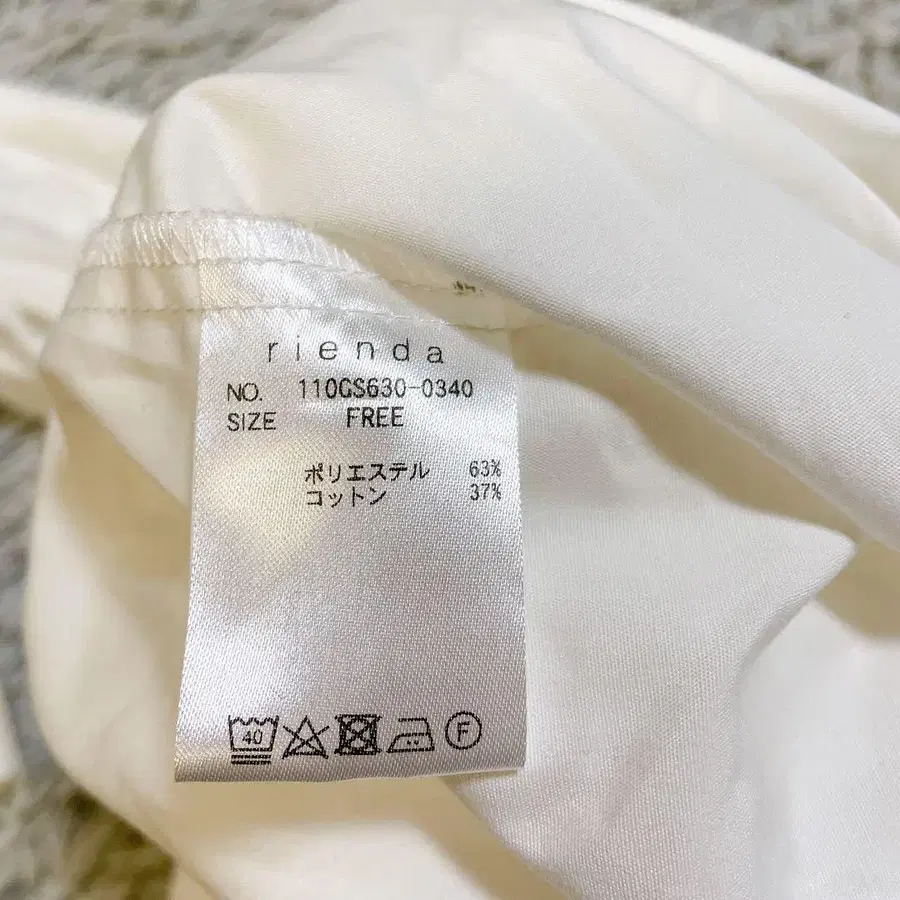 rienda
NO. 110GS630-0340
SIZE FREE
ポリエステル 63%
コットン 37%
40
F